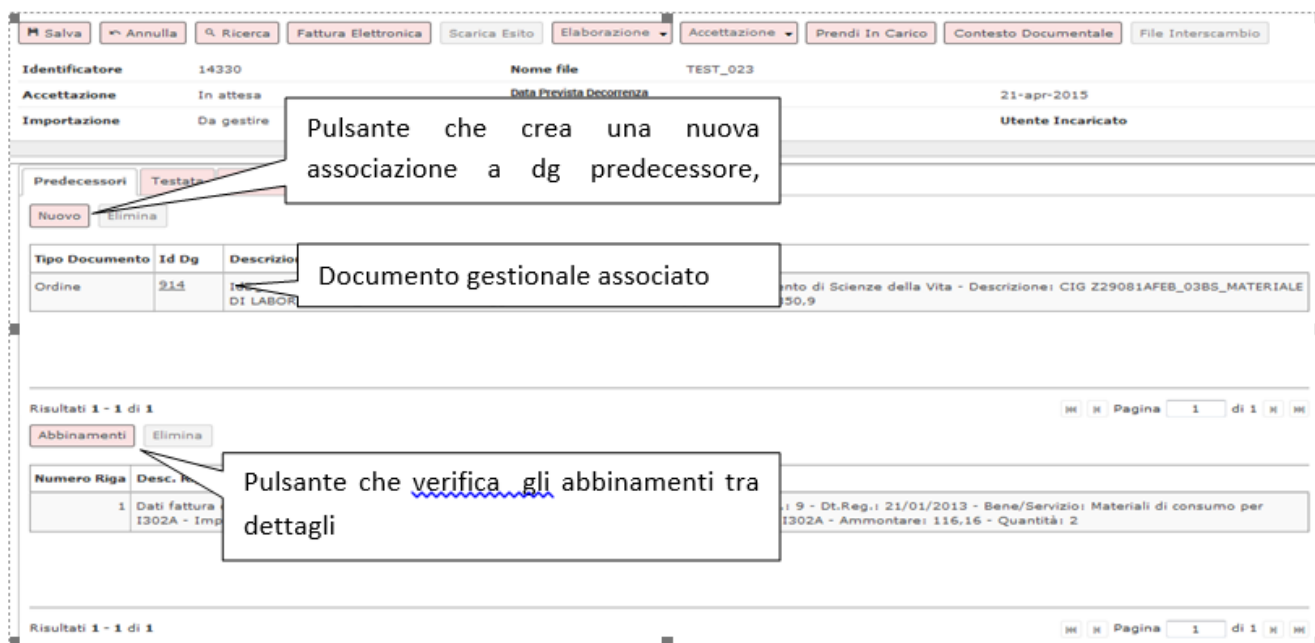 Salva Annulla Ricerca Fattura Elettronica Scarica Esito Elaborazione Accettazione Prendi In Carico Contesto Documentale File Interscambio
Identificatore 14330 Nome file TEST_023
Accettazione In attesa Data Prevista Decorrenza 21-apr-2015
Importazione Da gestire Utente Incaricato
Pulsante che crea una nuova
associazione a dg predecessore,
Predecessori Testata
Nuovo Elimina
Tipo Documento Id Dg Descrizion
Documento gestionale associato
Ordine 914 nto di Scienze della Vita - Descrizione: CIG Z29081AFEB_03BS_MATERIALE
DI LABOR 350,9
Risultati 1 - 1 di 1 Pagina 1 di 1
Abbinamenti Elimina
Pulsante che verifica gli abbinamenti tra
dettagli
Numero Riga Desc. R
1 Dati fattura .: 9 - Dt.Reg.: 21/01/2013 - Bene/Servizio: Materiali di consumo per
I302A - Imp I302A - Ammontare: 116,16 - Quantità: 2
Risultati 1 - 1 di 1 Pagina 1 di 1